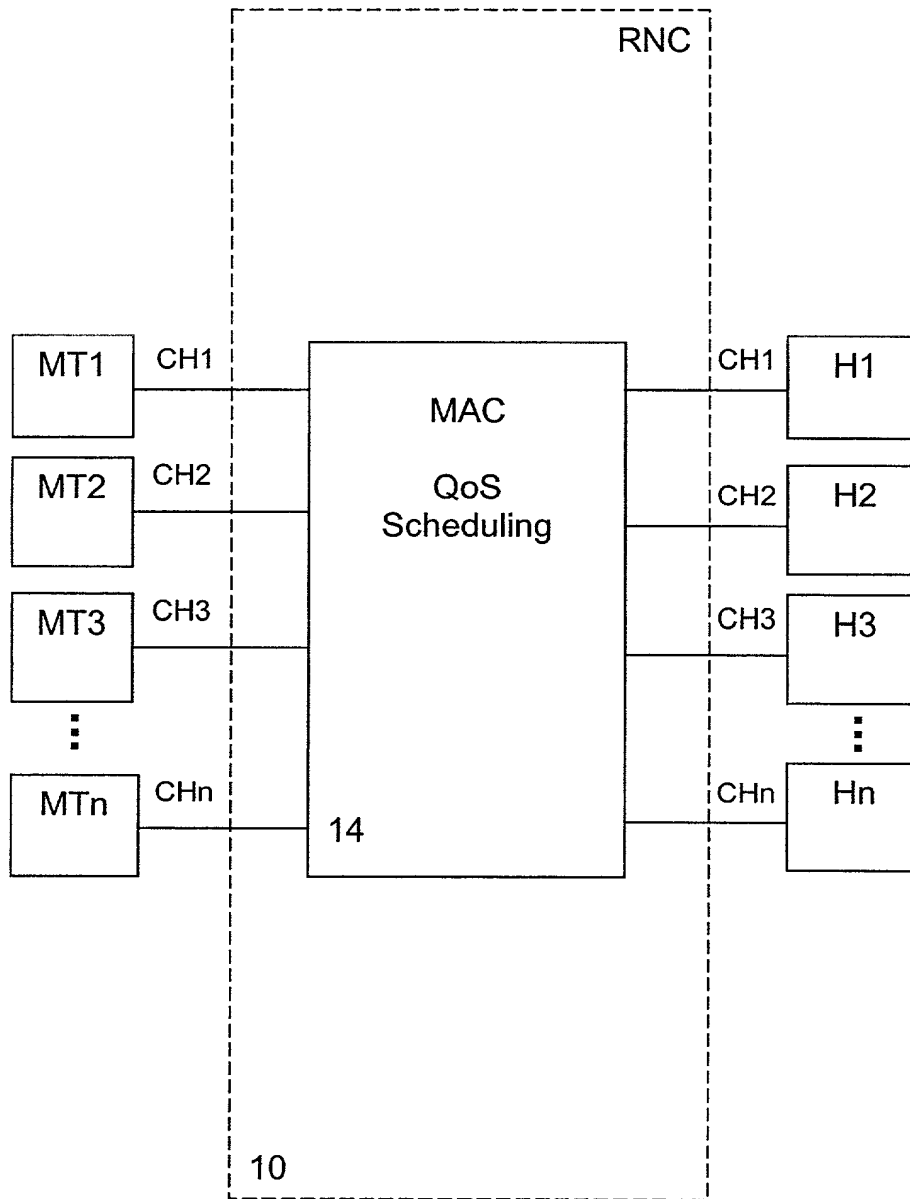 RNC
MT1
CH1
MAC
QoS
Scheduling
CH1
H1
MT2
CH2
CH2
H2
MT3
CH3
CH3
H3
MTn
CHn
14
CHn
Hn
10